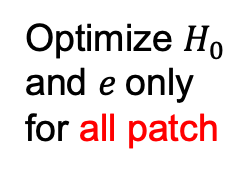 Optimize 𝐻₀
and 𝑒 only
for all patch